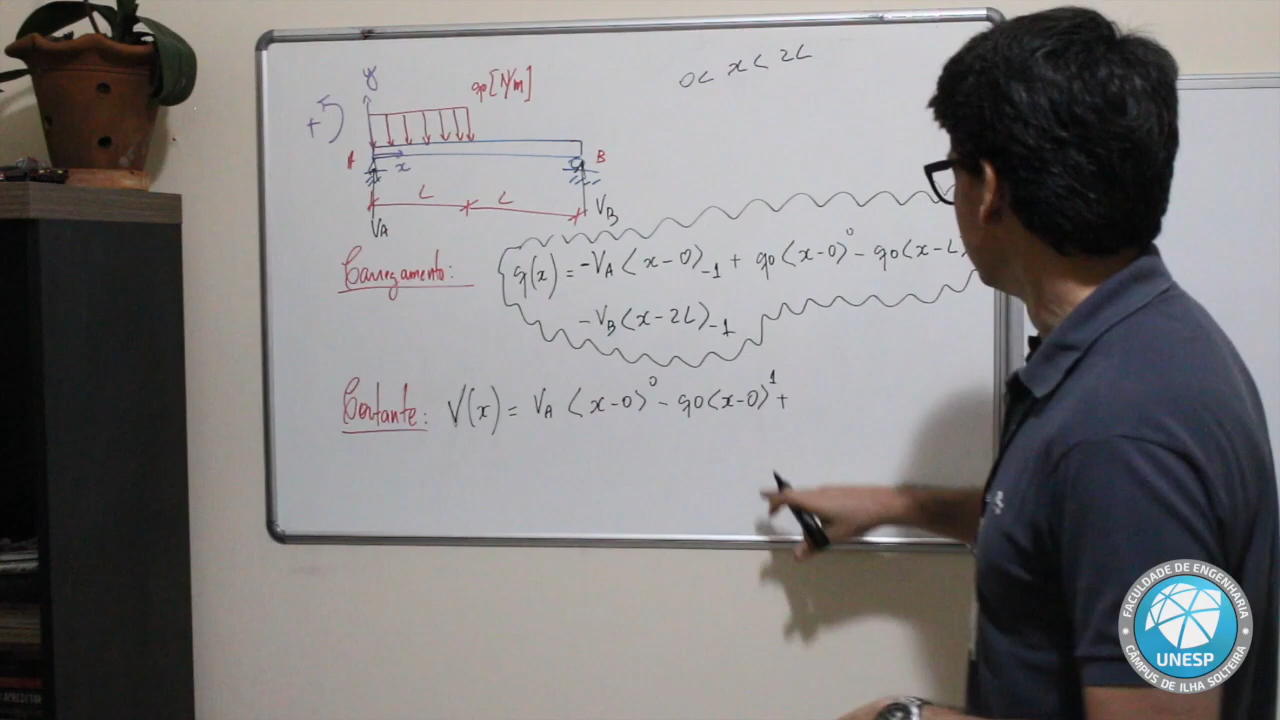 0< x < 2L
y
q0[N/m]
+
A
B
x
L
L
VA
VB
Carregamento:
q(x) = -VA <x-0>-1 + q0<x-0>⁰ - q0<x-L
-VB<x-2L>-1
Cortante: V(x) = VA <x-0>⁰ - q0<x-0>¹ +
FACULDADE DE ENGENHARIA
UNESP
CÂMPUS DE ILHA SOLTEIRA